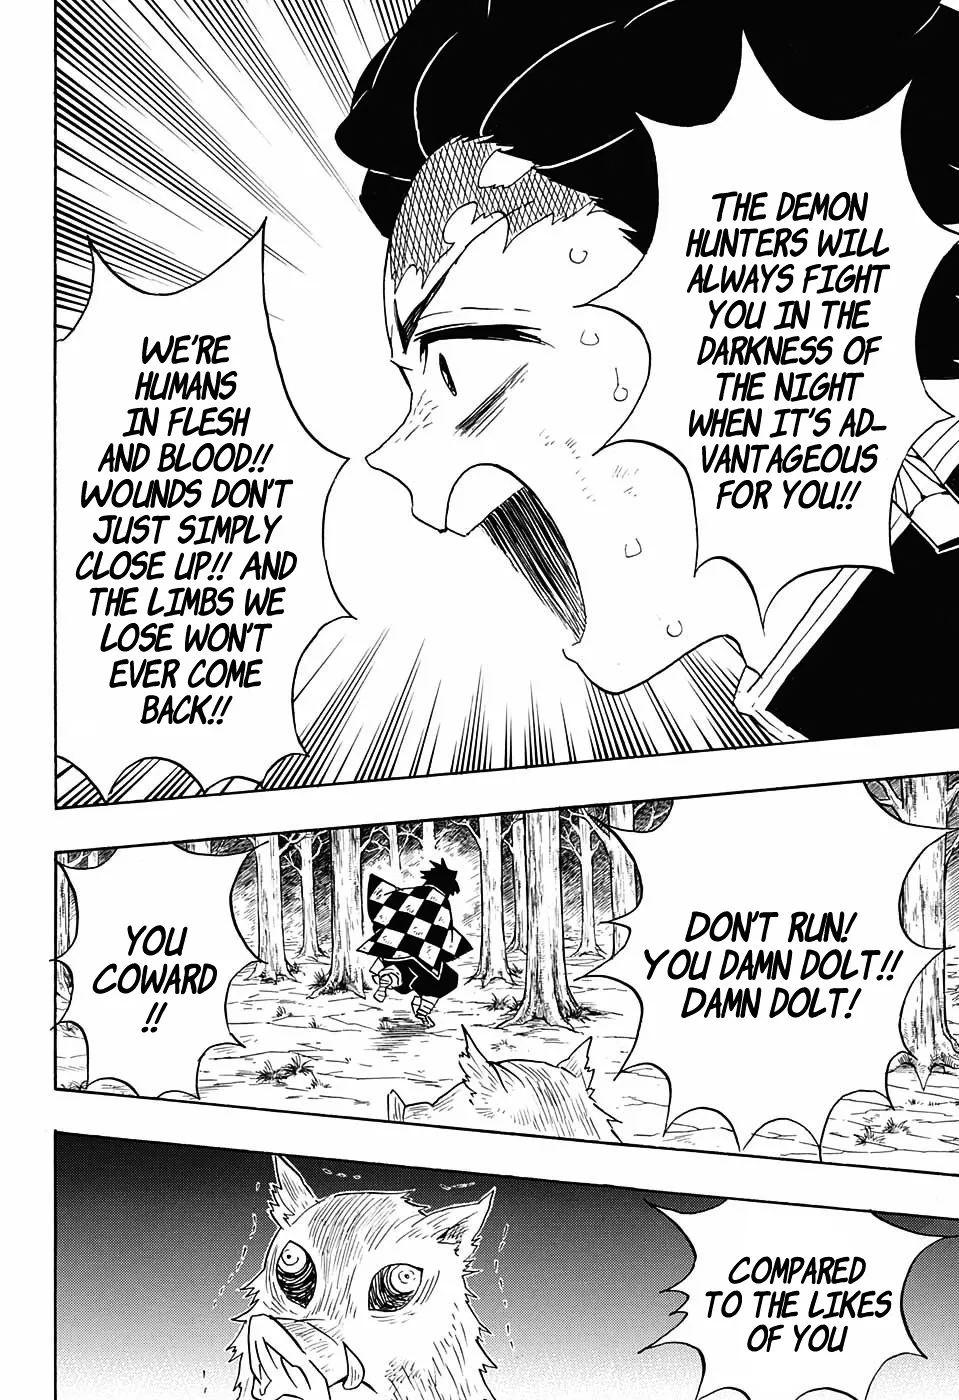 THE DEMON
HUNTERS WILL
ALWAYS FIGHT
YOU IN THE
DARKNESS OF
THE NIGHT
WHEN IT'S AD-
VANTAGEOUS
FOR YOU!!
WE'RE
HUMANS
IN FLESH
AND BLOOD!!
WOUNDS DON'T
JUST SIMPLY
CLOSE UP!! AND
THE LIMBS WE
LOSE WON'T
EVER COME
BACK!!
DON'T RUN!
YOU DAMN DOLT!!
DAMN DOLT!
YOU
COWARD
!!
COMPARED
TO THE LIKES
OF YOU